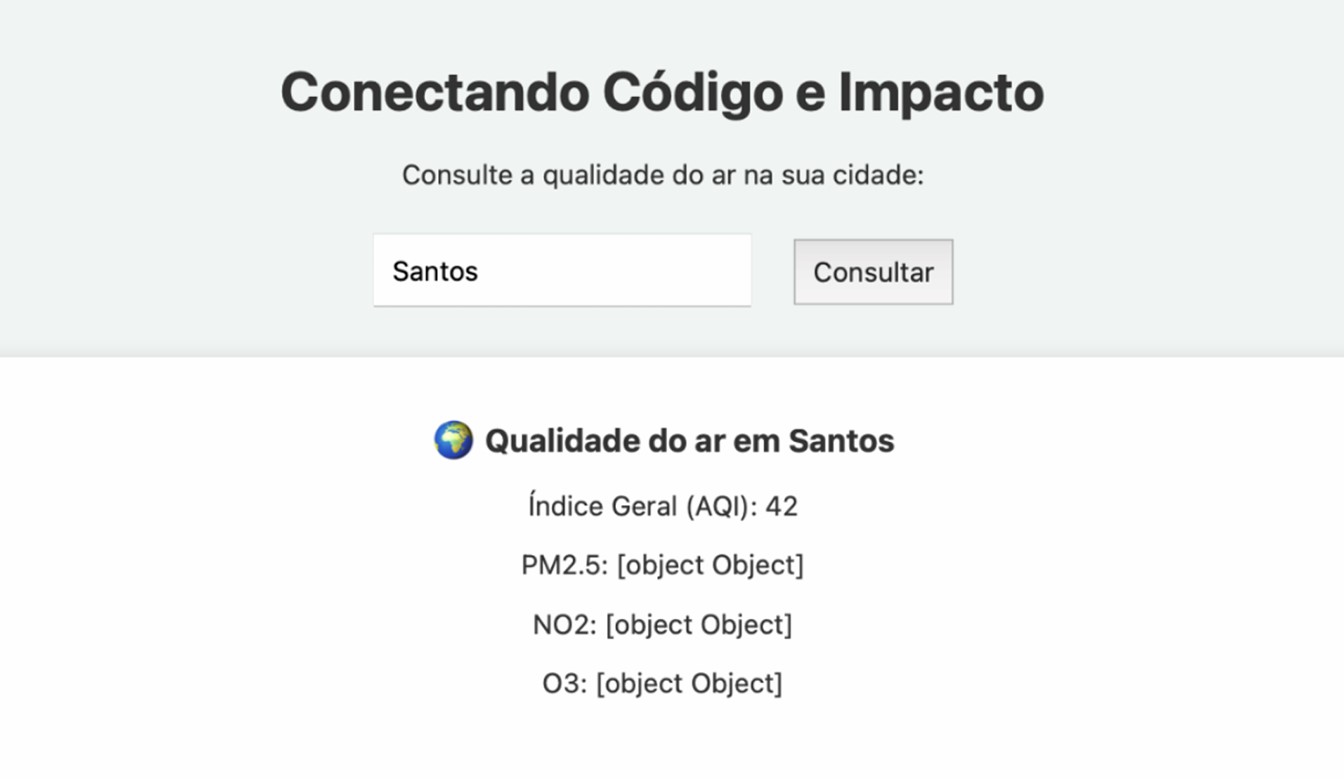 Conectando Código e Impacto
Consulte a qualidade do ar na sua cidade:
Santos
Consultar
🌍 Qualidade do ar em Santos
Índice Geral (AQI): 42
PM2.5: [object Object]
NO2: [object Object]
O3: [object Object]